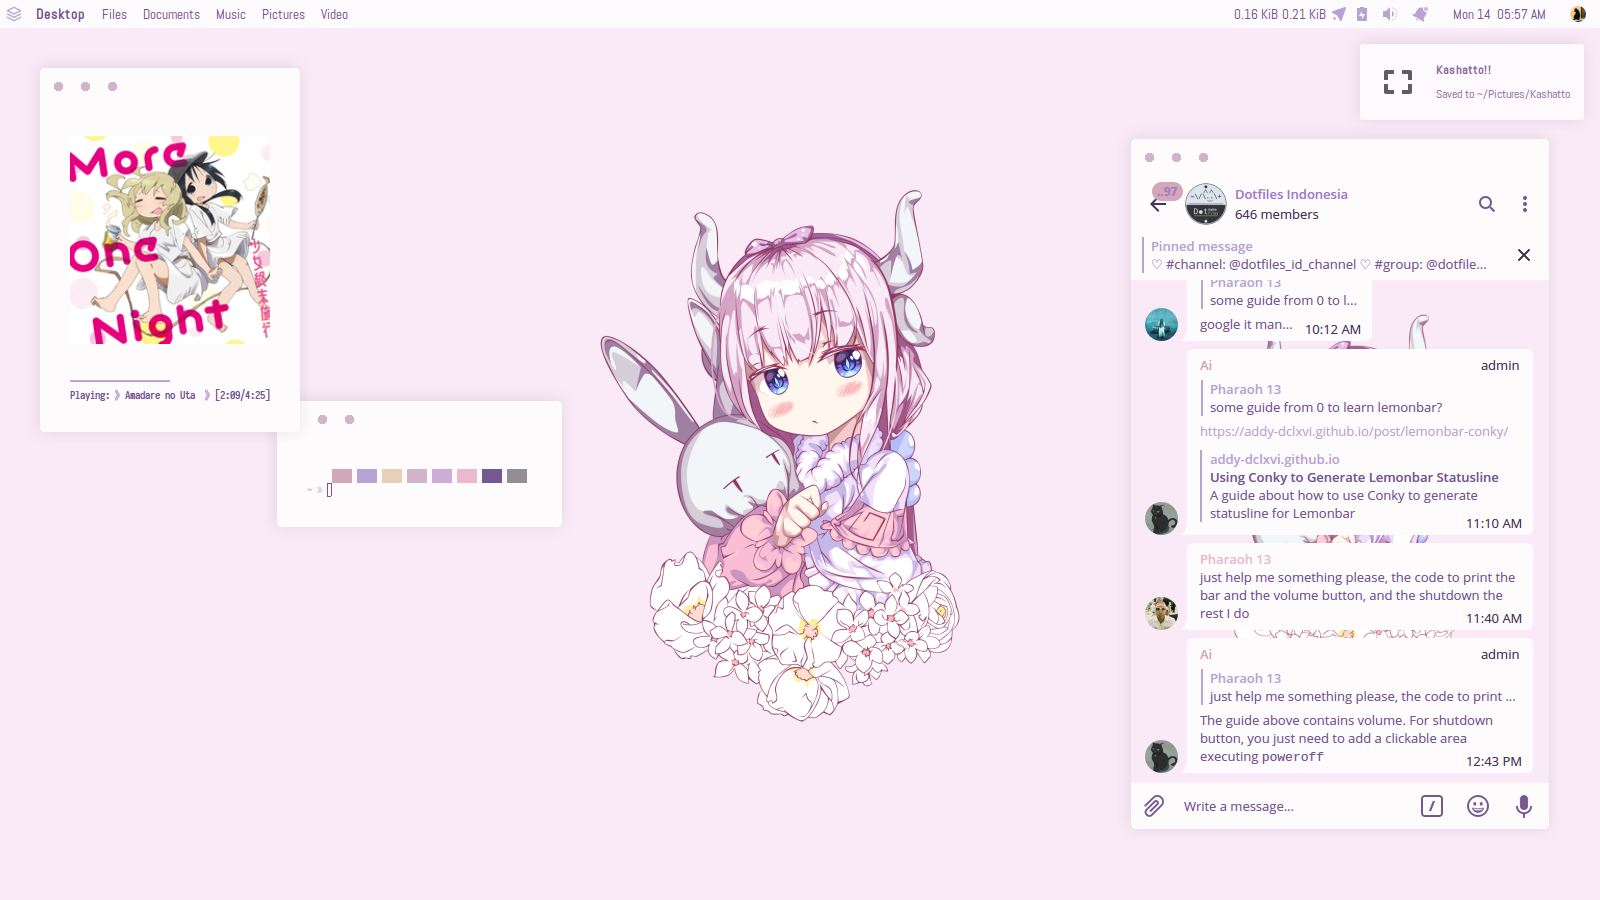 Desktop Files Documents Music Pictures Video
0.16 KiB 0.21 KiB Mon 14 05:57 AM
Kashatto!!
Saved to ~/Pictures/Kashatto
More
One
Night
少女終末旅行
Playing: 》 Amadare no Uta 》 [2:09/4:25]
~ »
..97
Dotfiles Indonesia
646 members
Pinned message
♡ #channel: @dotfiles_id_channel ♡ #group: @dotfile...
Pharaoh 13
some guide from 0 to l...
google it man... 10:12 AM
Ai admin
Pharaoh 13
some guide from 0 to learn lemonbar?
https://addy-dclxvi.github.io/post/lemonbar-conky/
addy-dclxvi.github.io
Using Conky to Generate Lemonbar Statusline
A guide about how to use Conky to generate
statusline for Lemonbar
11:10 AM
Pharaoh 13
just help me something please, the code to print the
bar and the volume button, and the shutdown the
rest I do
11:40 AM
Ai admin
Pharaoh 13
just help me something please, the code to print ...
The guide above contains volume. For shutdown
button, you just need to add a clickable area
executing poweroff
12:43 PM
Write a message...